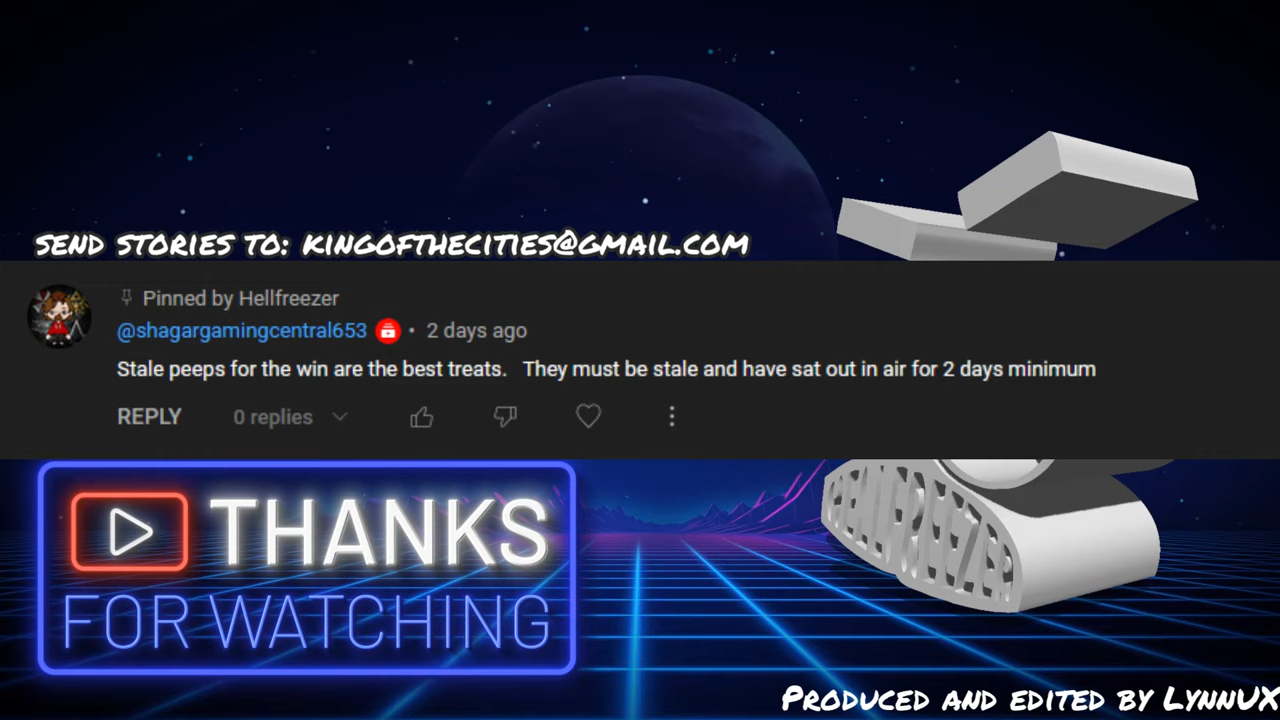 SEND STORIES TO: KINGOFTHECITIES@GMAIL.COM
Pinned by Hellfreezer
@shagargamingcentral653 • 2 days ago
Stale peeps for the win are the best treats. They must be stale and have sat out in air for 2 days minimum
REPLY 0 replies
THANKS
FOR WATCHING
HELLFREEZER
PRODUCED AND EDITED BY LYNNUX